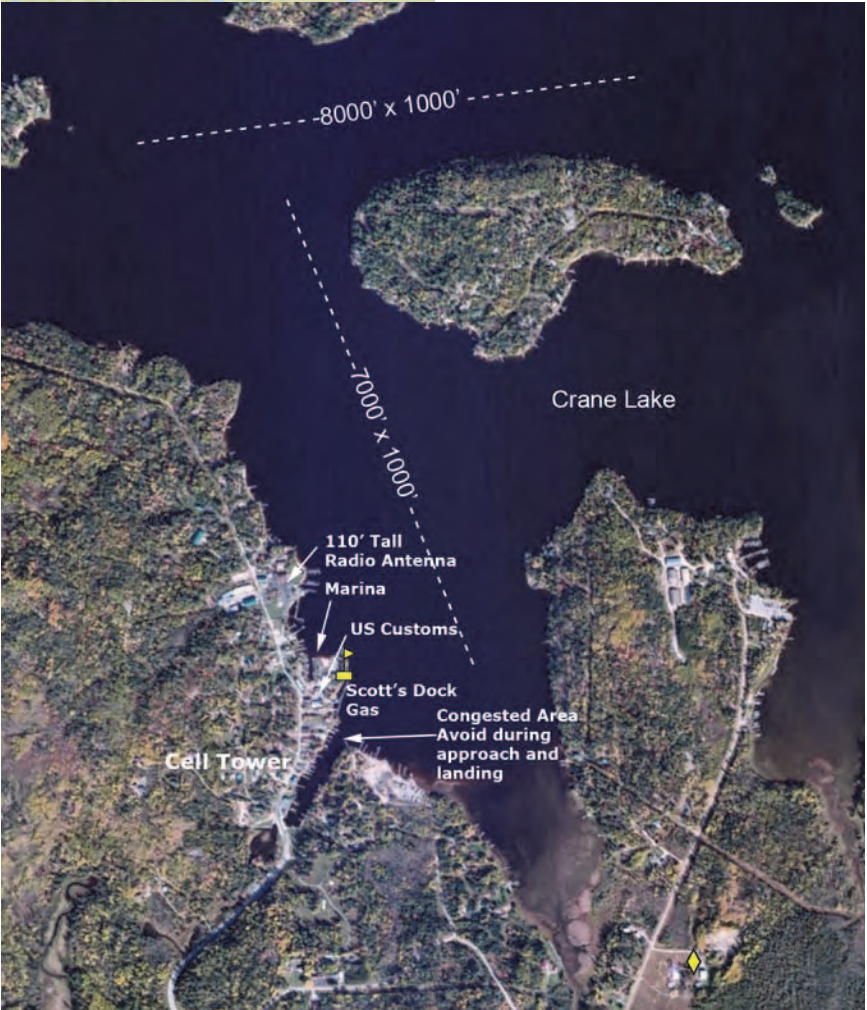 8000' x 1000'
7000' x 1000'
Crane Lake
110' Tall
Radio Antenna
Marina
US Customs
Scott's Dock
Gas
Congested Area
Avoid during
approach and
landing
Cell Tower